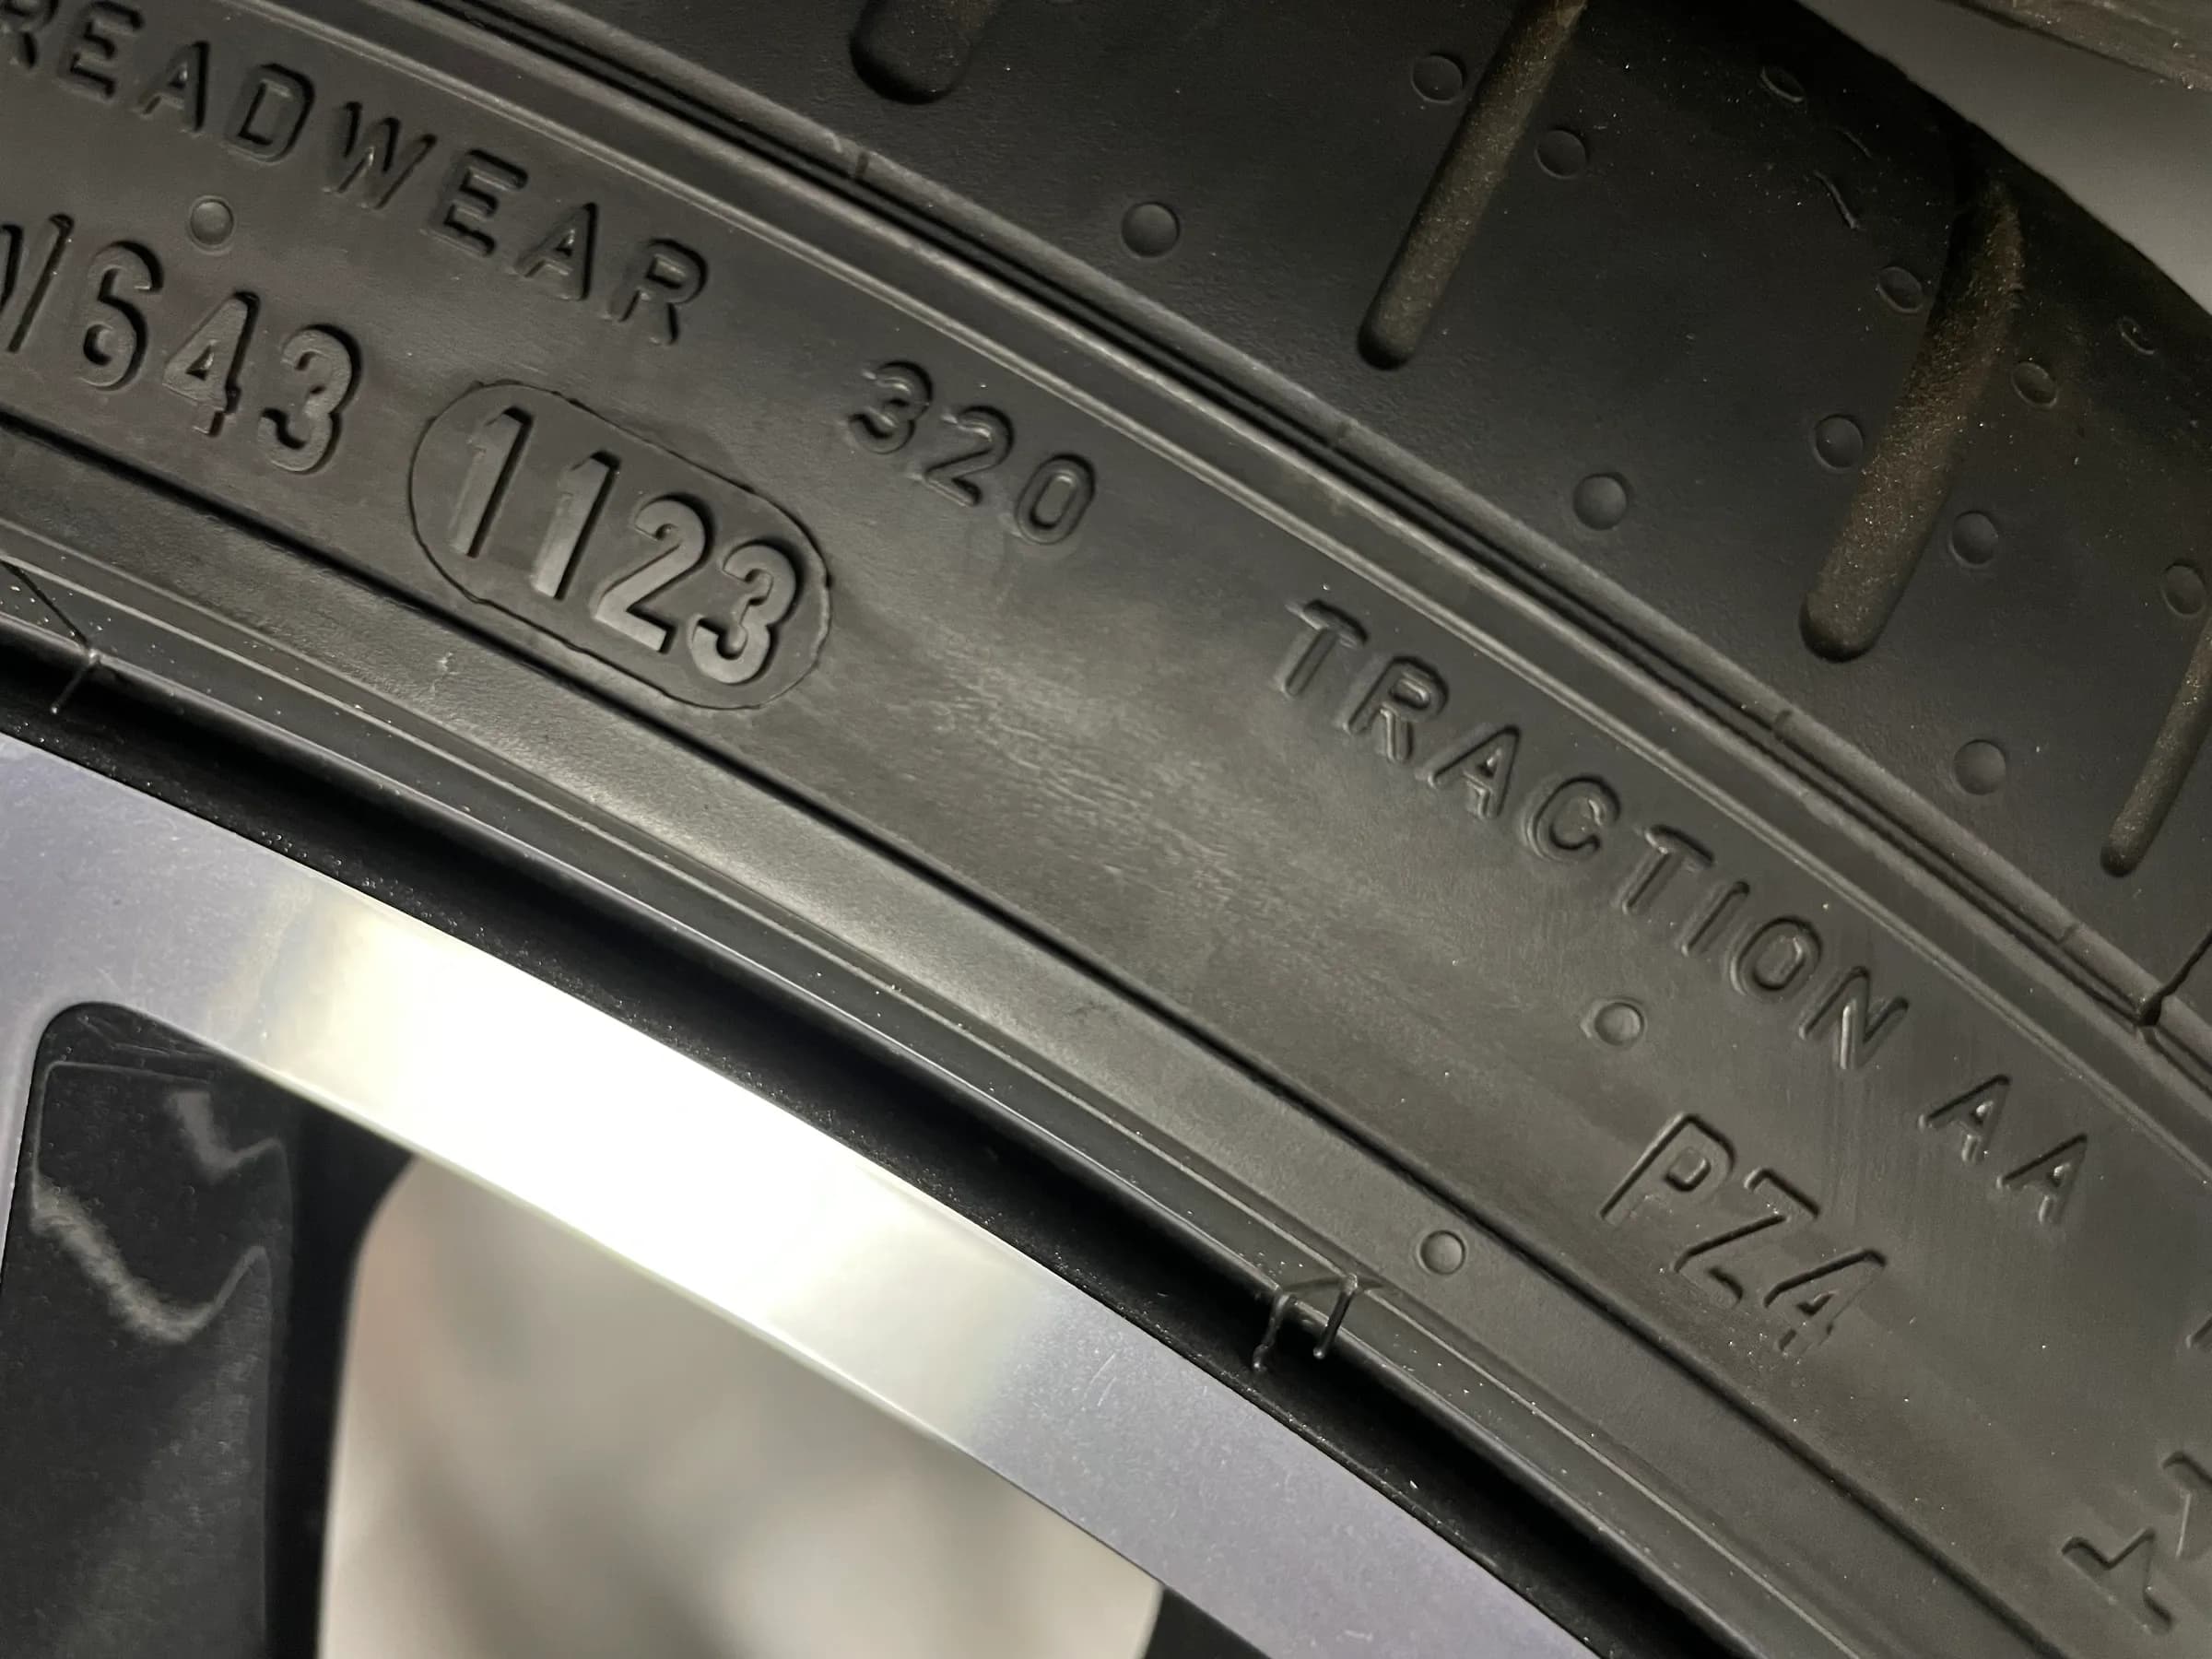 READWEAR 320 TRACTION AA
643 1123
PZ4